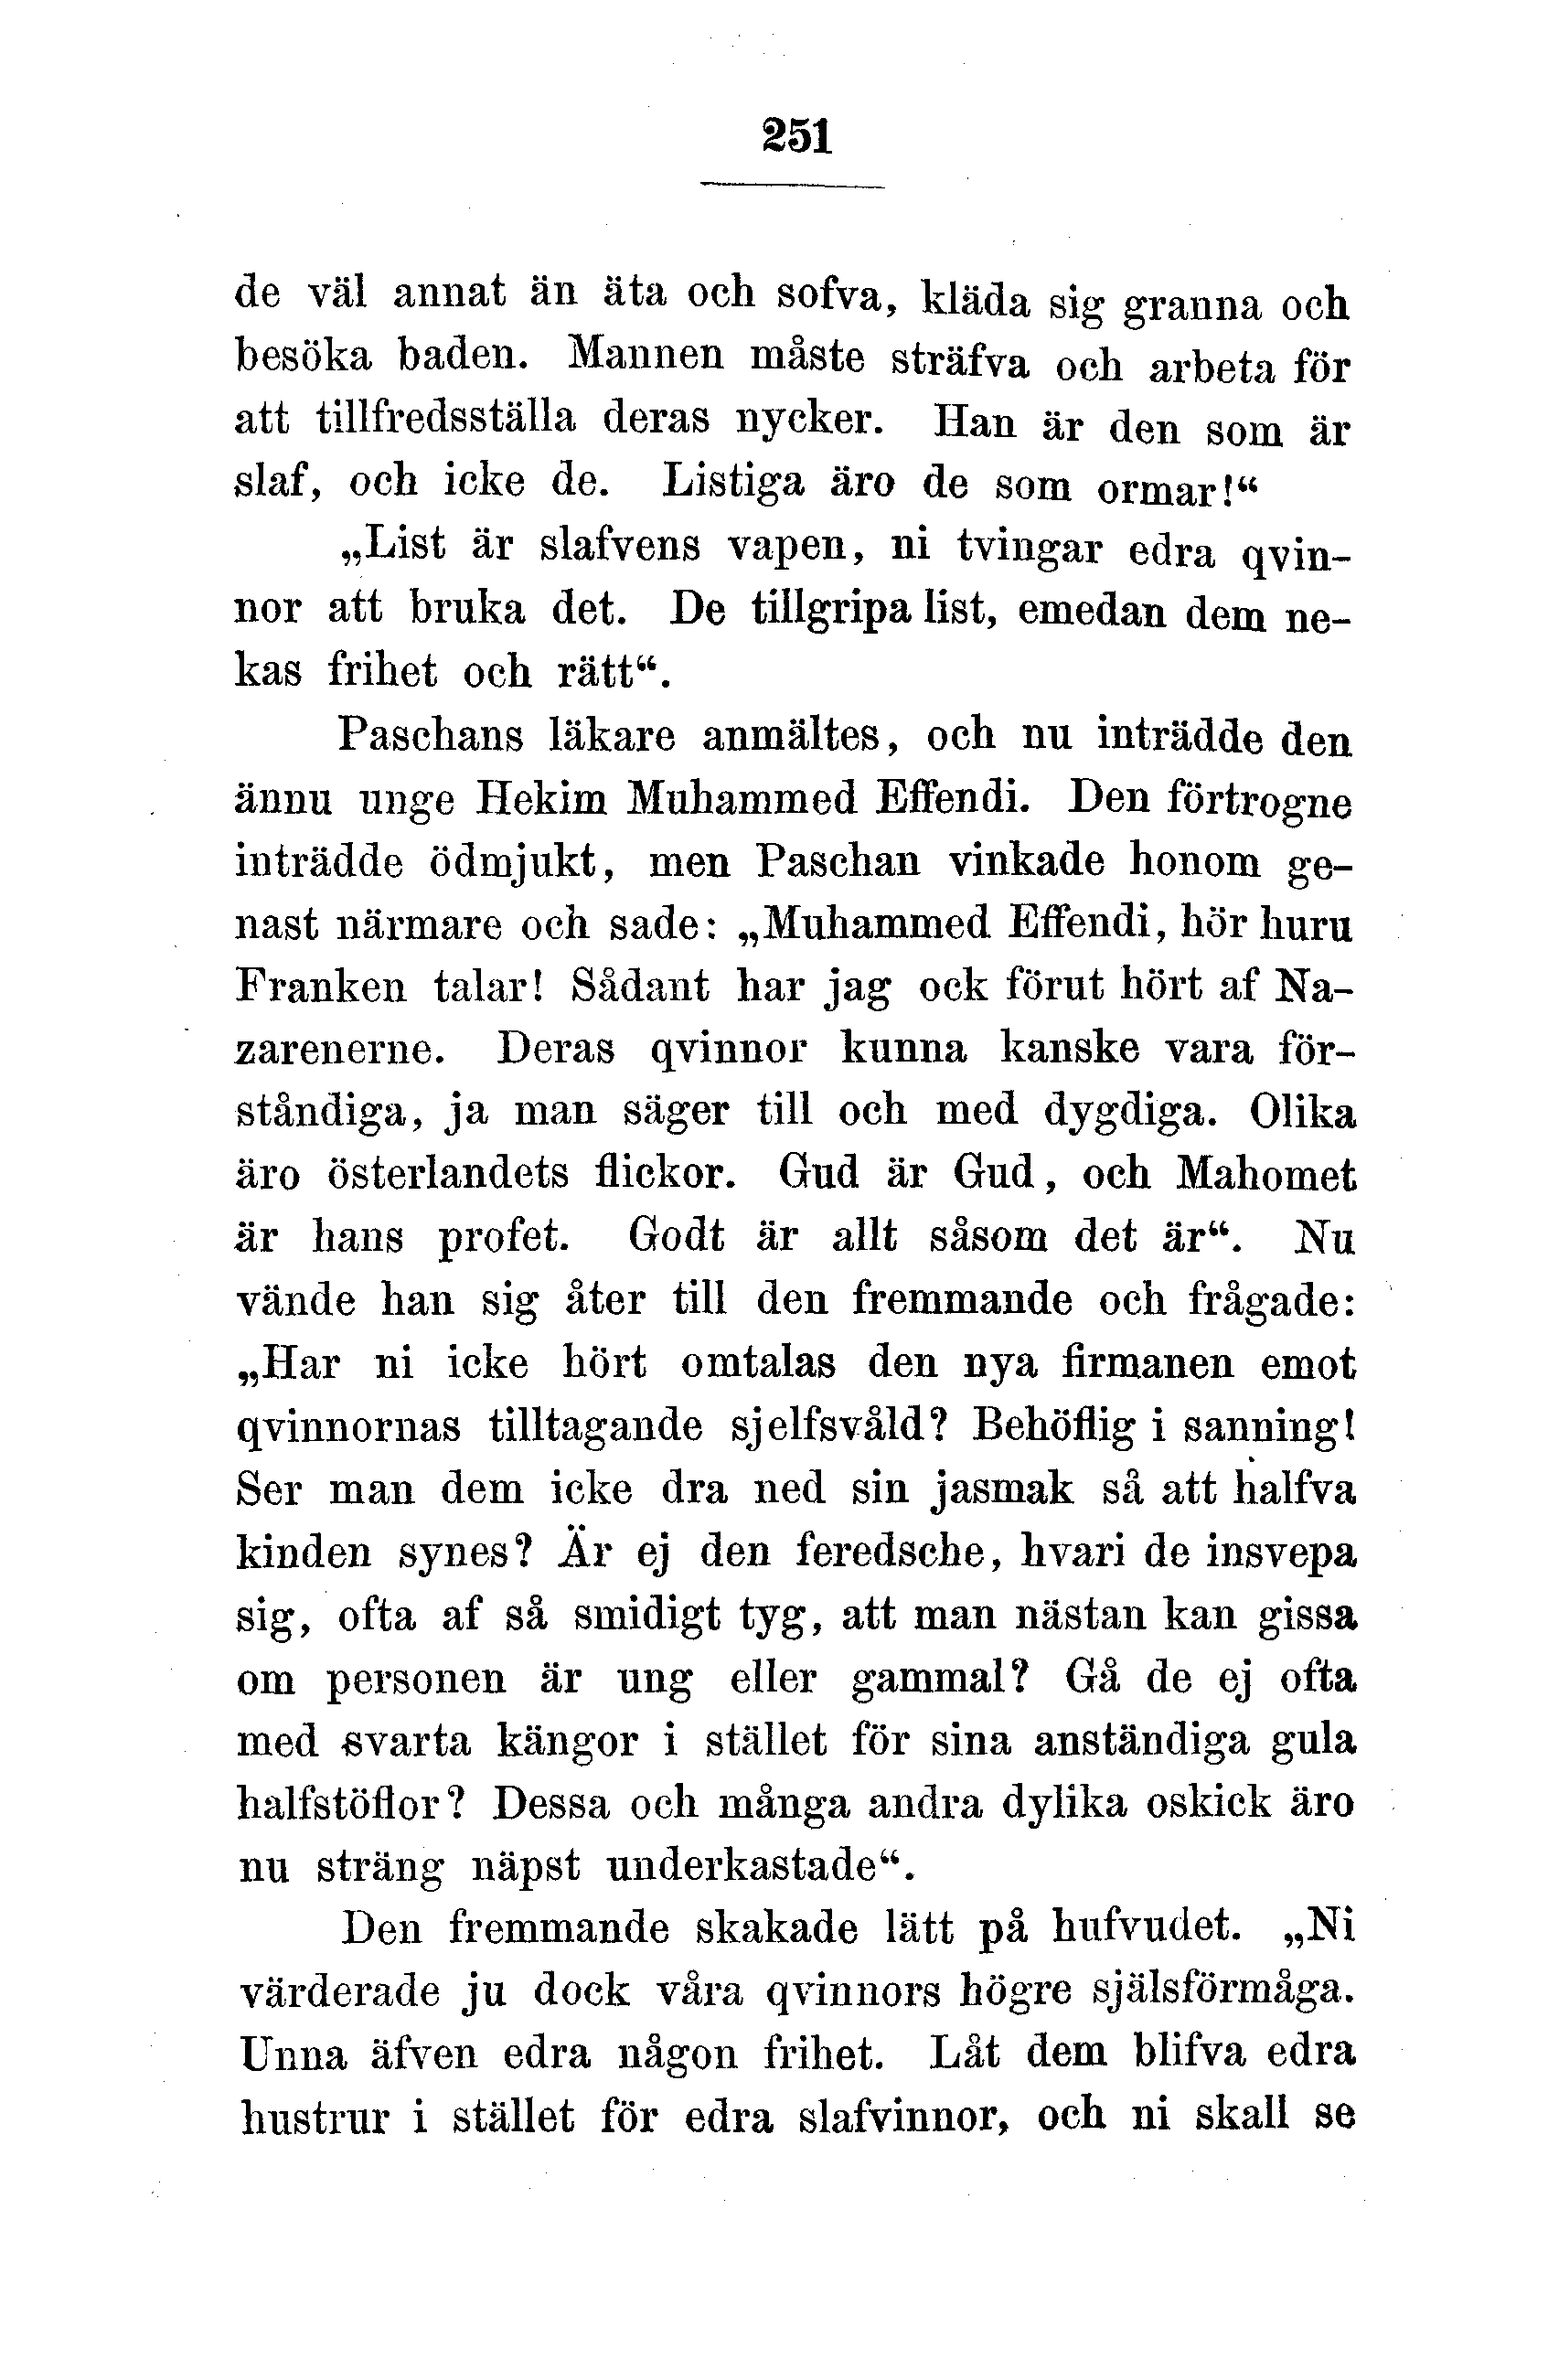 251
de väl annat än äta och sofva, kläda sig granna och
besöka baden. Mannen måste sträfva och arbeta för
att tillfredsställa deras nycker. Han är den som är
slaf, och icke de. Listiga äro de som ormar!“
„List är slafvens vapen, ni tvingar edra qvin-
nor att bruka det. De tillgripa list, emedan dem ne-
kas frihet och rätt“.
Paschans läkare anmältes, och nu inträdde den
ännu unge Hekim Muhammed Effendi. Den förtrogne
inträdde ödmjukt, men Paschan vinkade honom ge-
nast närmare och sade: „Muhammed Effendi, hör huru
Franken talar! Sådant har jag ock förut hört af Na-
zarenerne. Deras qvinnor kunna kanske vara för-
ståndiga, ja man säger till och med dygdiga. Olika
äro österlandets flickor. Gud är Gud, och Mahomet
är hans profet. Godt är allt såsom det är“. Nu
vände han sig åter till den fremmande och frågade:
„Har ni icke hört omtalas den nya firmanen emot
qvinnornas tilltagande sjelfsvåld? Behöflig i sanning!
Ser man dem icke dra ned sin jasmak så att halfva
kinden synes? Är ej den feredsche, hvari de insvepa
sig, ofta af så smidigt tyg, att man nästan kan gissa
om personen är ung eller gammal? Gå de ej ofta
med svarta kängor i stället för sina anständiga gula
halfstöflor? Dessa och många andra dylika oskick äro
nu sträng näpst underkastade“.
Den fremmande skakade lätt på hufvudet. „Ni
värderade ju dock våra qvinnors högre själsförmåga.
Unna äfven edra någon frihet. Låt dem blifva edra
hustrur i stället för edra slafvinnor, och ni skall se